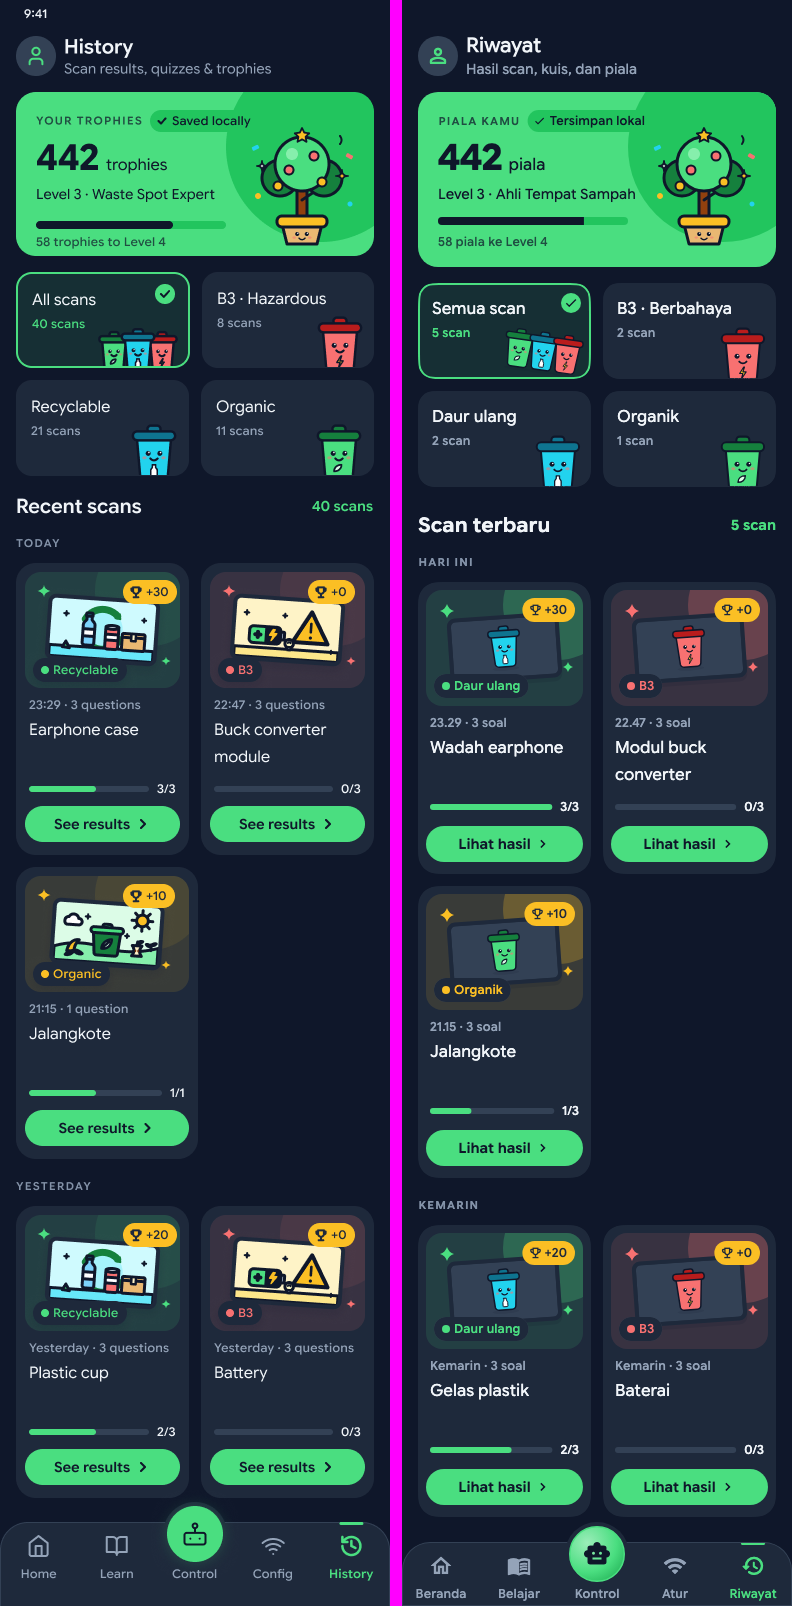 9:41
History
Scan results, quizzes & trophies
YOUR TROPHIES
Saved locally
442 trophies
Level 3 · Waste Spot Expert
58 trophies to Level 4
All scans
40 scans
B3 · Hazardous
8 scans
Recyclable
21 scans
Organic
11 scans
Recent scans
40 scans
TODAY
+30
Recyclable
23:29 · 3 questions
Earphone case
3/3
See results
+0
B3
22:47 · 3 questions
Buck converter
module
0/3
See results
+10
Organic
21:15 · 1 question
Jalangkote
1/1
See results
YESTERDAY
+20
Recyclable
Yesterday · 3 questions
Plastic cup
2/3
See results
+0
B3
Yesterday · 3 questions
Battery
0/3
See results
Home
Learn
Control
Config
History
Riwayat
Hasil scan, kuis, dan piala
PIALA KAMU
Tersimpan lokal
442 piala
Level 3 · Ahli Tempat Sampah
58 piala ke Level 4
Semua scan
5 scan
B3 · Berbahaya
2 scan
Daur ulang
2 scan
Organik
1 scan
Scan terbaru
5 scan
HARI INI
+30
Daur ulang
23.29 · 3 soal
Wadah earphone
3/3
Lihat hasil
+0
B3
22.47 · 3 soal
Modul buck
converter
0/3
Lihat hasil
+10
Organik
21.15 · 3 soal
Jalangkote
1/3
Lihat hasil
KEMARIN
+20
Daur ulang
Kemarin · 3 soal
Gelas plastik
2/3
Lihat hasil
+0
B3
Kemarin · 3 soal
Baterai
0/3
Lihat hasil
Beranda
Belajar
Kontrol
Atur
Riwayat